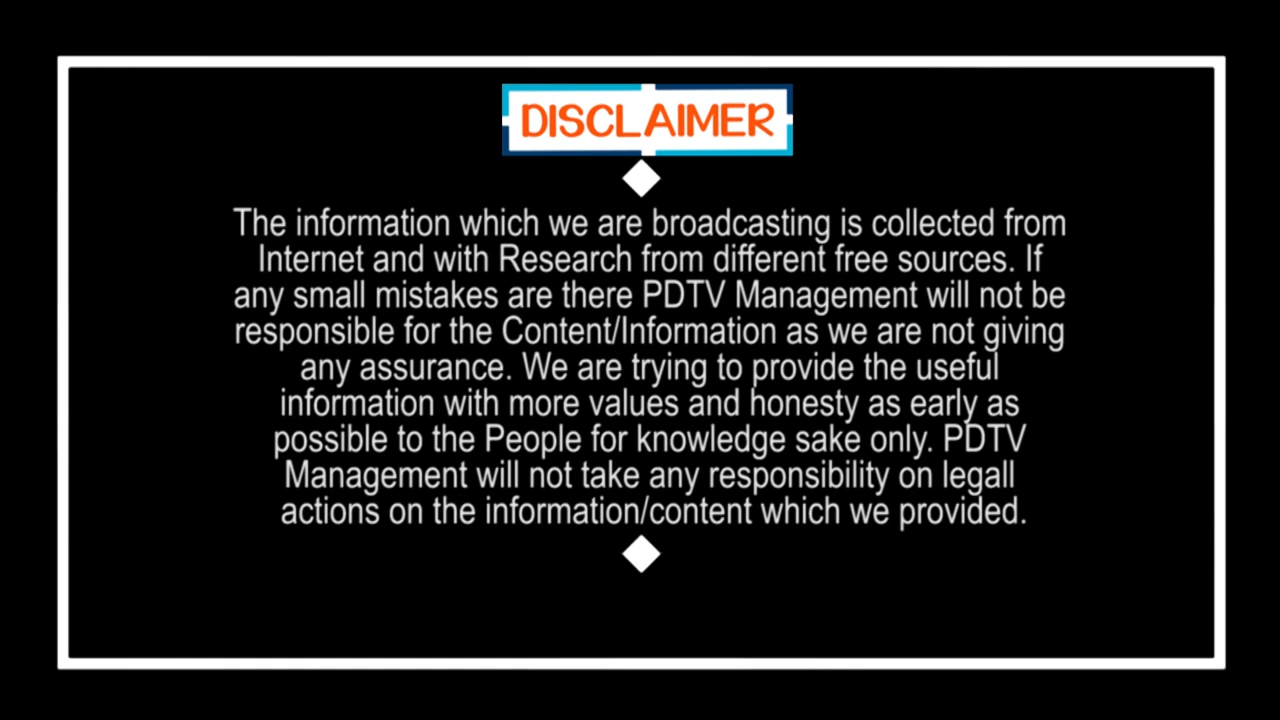 DISCLAIMER
The information which we are broadcasting is collected from
Internet and with Research from different free sources. If
any small mistakes are there PDTV Management will not be
responsible for the Content/Information as we are not giving
any assurance. We are trying to provide the useful
information with more values and honesty as early as
possible to the People for knowledge sake only. PDTV
Management will not take any responsibility on legall
actions on the information/content which we provided.